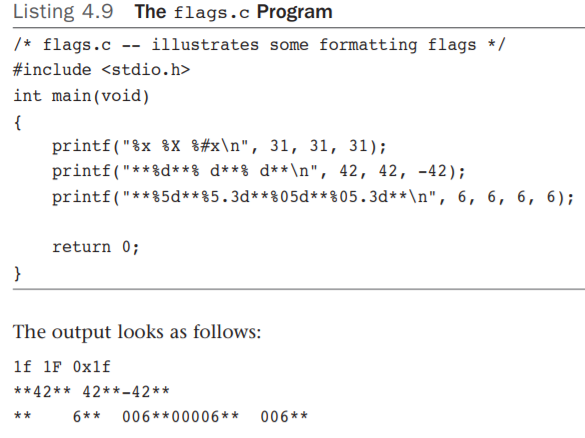 Listing 4.9 The flags.c Program
/* flags.c -- illustrates some formatting flags */
#include <stdio.h>
int main(void)
{
    printf("%x %X %#x\n", 31, 31, 31);
    printf("**%d**% d**% d**\n", 42, 42, -42);
    printf("**%5d**%5.3d**%05d**%05.3d**\n", 6, 6, 6, 6);

    return 0;
}
The output looks as follows:
1f 1F 0x1f
**42** 42**-42**
**    6**  006**00006**  006**